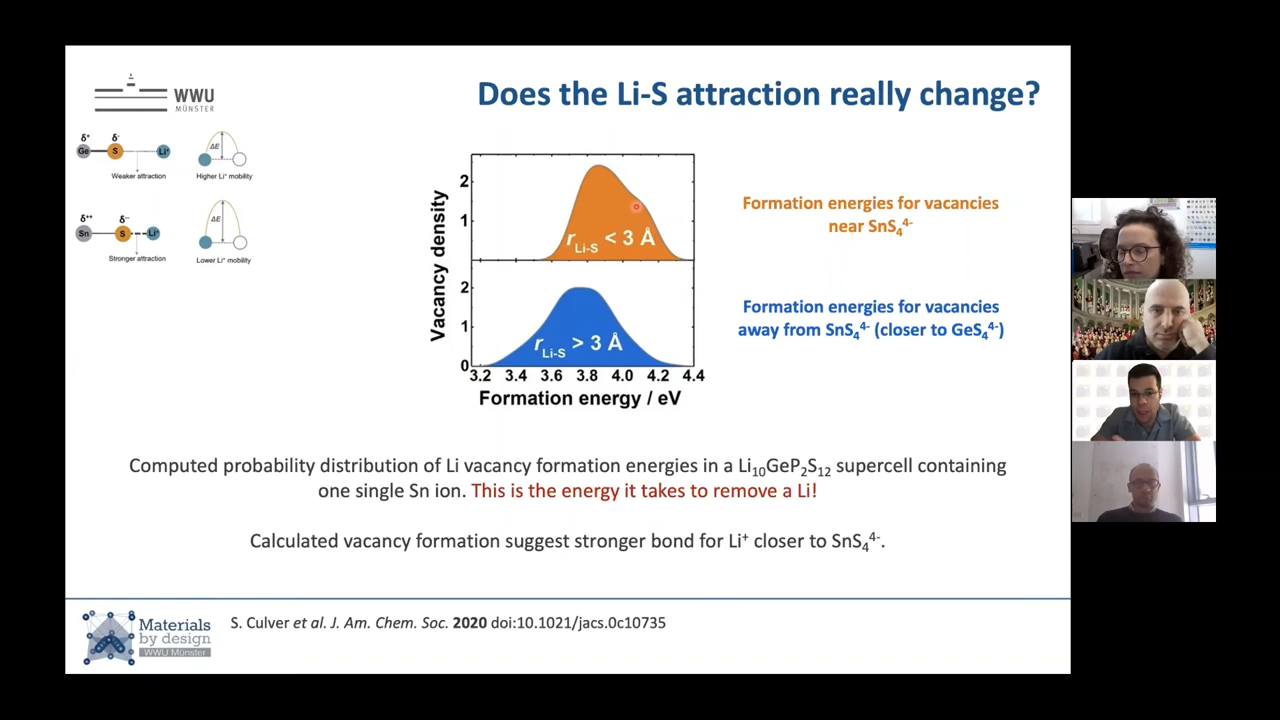 WWU
MÜNSTER
Does the Li-S attraction really change?
δ⁺ δ⁻
Ge S Li⁺
Weaker attraction
ΔE
Higher Li⁺ mobility
δ⁺⁺ δ⁻⁻
Sn S Li⁺
Stronger attraction
ΔE
Lower Li⁺ mobility
Vacancy density
2
1
r_Li-S < 3 Å
2
1
0
r_Li-S > 3 Å
3.2 3.4 3.6 3.8 4.0 4.2 4.4
Formation energy / eV
Formation energies for vacancies
near SnS₄⁴⁻
Formation energies for vacancies
away from SnS₄⁴⁻ (closer to GeS₄⁴⁻)
Computed probability distribution of Li vacancy formation energies in a Li₁₀GeP₂S₁₂ supercell containing
one single Sn ion. This is the energy it takes to remove a Li!
Calculated vacancy formation suggest stronger bond for Li⁺ closer to SnS₄⁴⁻.
Materials
by design
WWU Münster
S. Culver et al. J. Am. Chem. Soc. 2020 doi:10.1021/jacs.0c10735